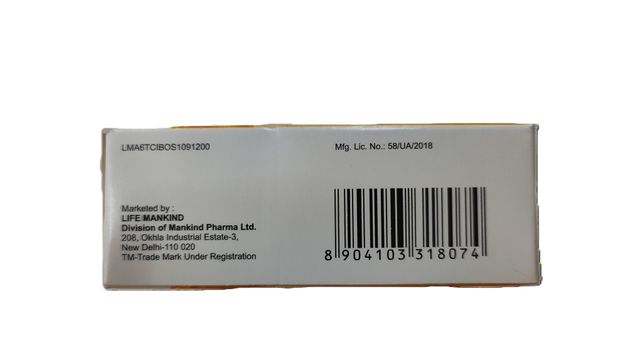 LMA6TCIBOS1091200
Mfg. Lic. No.: 58/UA/2018
Marketed by :
LIFE MANKIND
Division of Mankind Pharma Ltd.
208, Okhla Industrial Estate-3,
New Delhi-110 020
TM-Trade Mark Under Registration
8 904103 318074